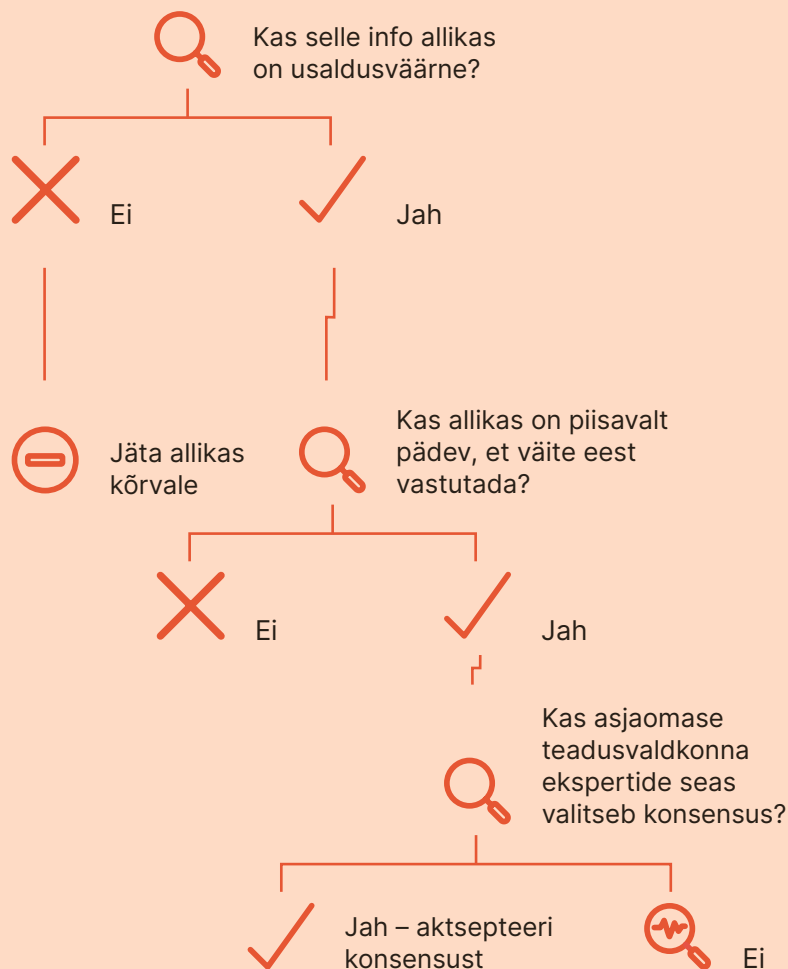 Kas selle info allikas
on usaldusväärne?
Ei
Jah
Jäta allikas
kõrvale
Kas allikas on piisavalt
pädev, et väite eest
vastutada?
Ei
Jah
Kas asjaomase
teadusvaldkonna
ekspertide seas
valitseb konsensus?
Jah – aktsepteeri
konsensust
Ei